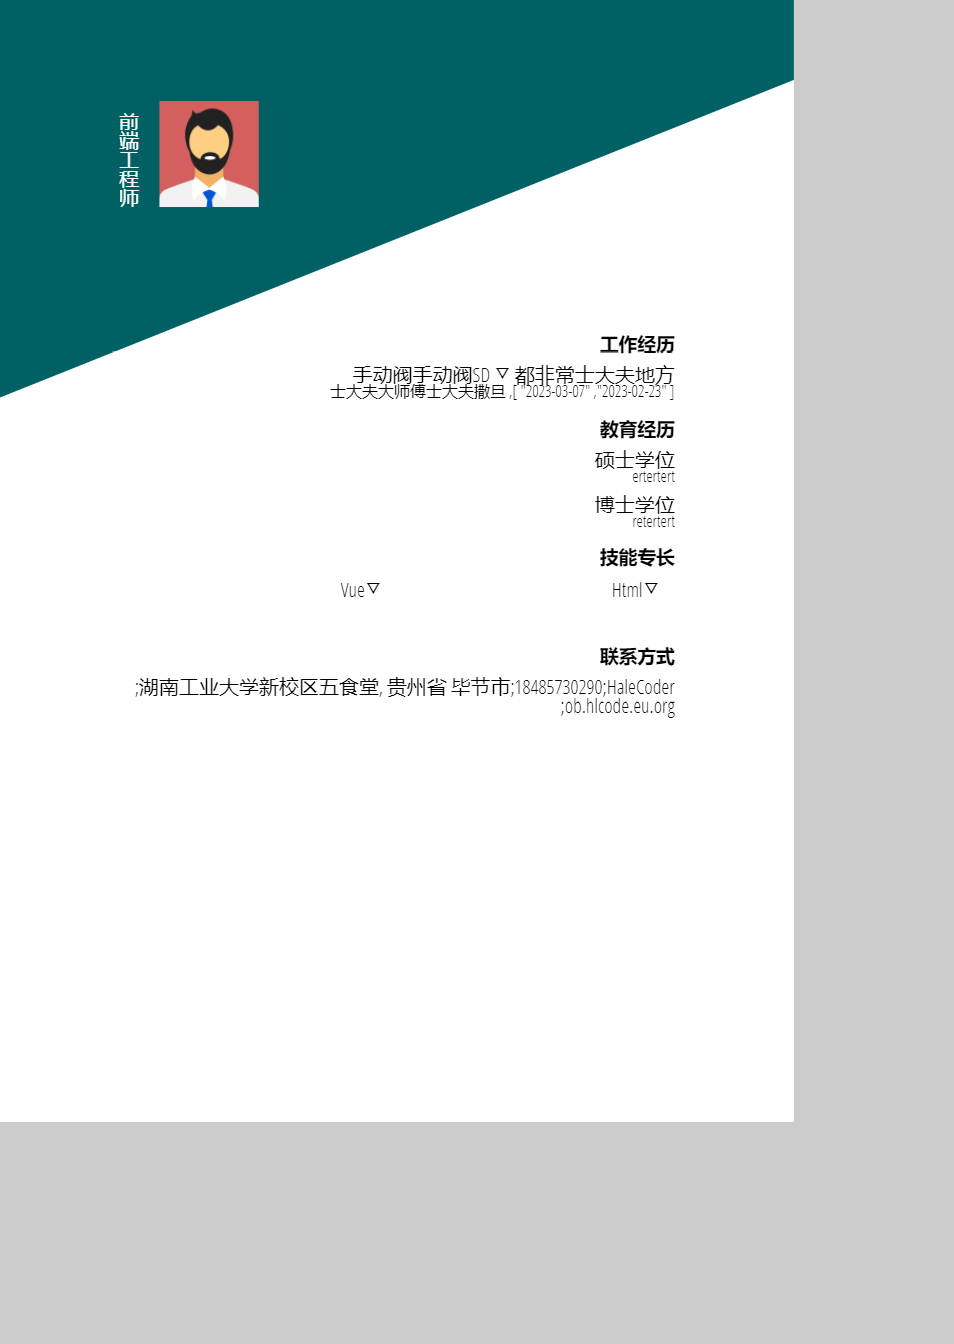 前端工程师
工作经历
手动阀手动阀SD ▽ 都非常士大夫地方
士大夫大师傅士大夫撒旦 ,[ "2023-03-07" ,"2023-02-23" ]
教育经历
硕士学位
ertertert
博士学位
retertert
技能专长
Vue▽ Html▽
联系方式
;湖南工业大学新校区五食堂, 贵州省 毕节市;18485730290;HaleCoder
;ob.hlcode.eu.org